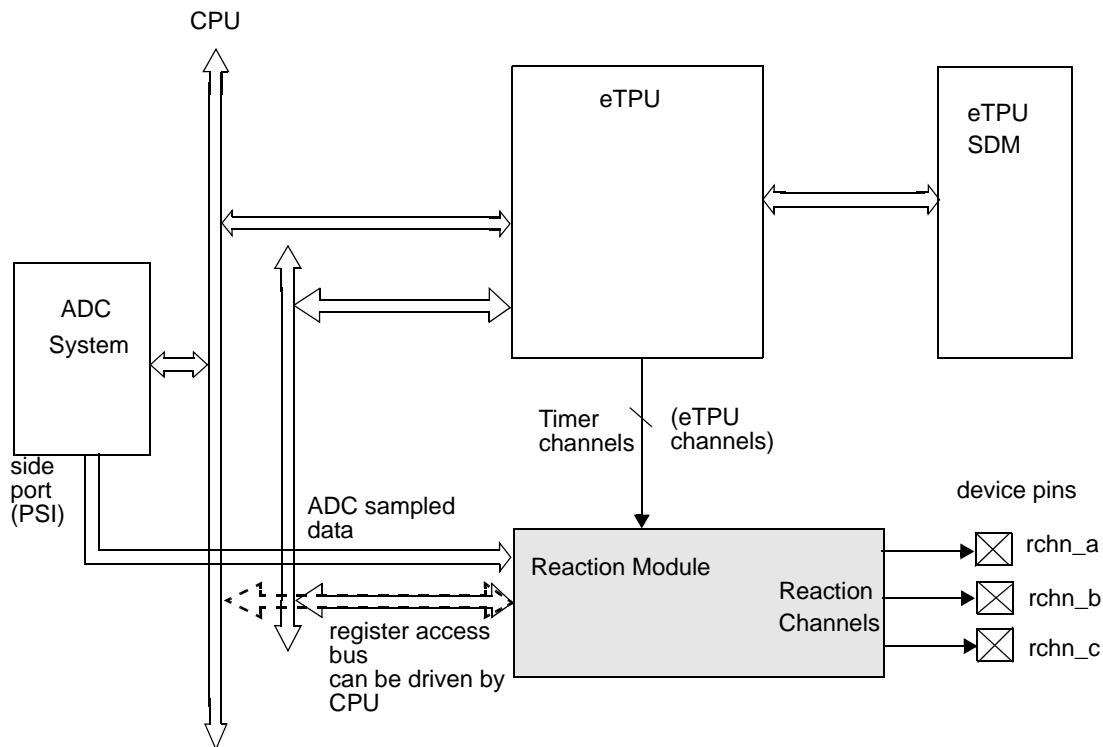 CPU
eTPU
eTPU
SDM
ADC
System
Timer
channels
(eTPU
channels)
side
port
(PSI)
ADC sampled
data
device pins
Reaction Module
Reaction
Channels
rchn_a
rchn_b
rchn_c
register access
bus
can be driven by
CPU